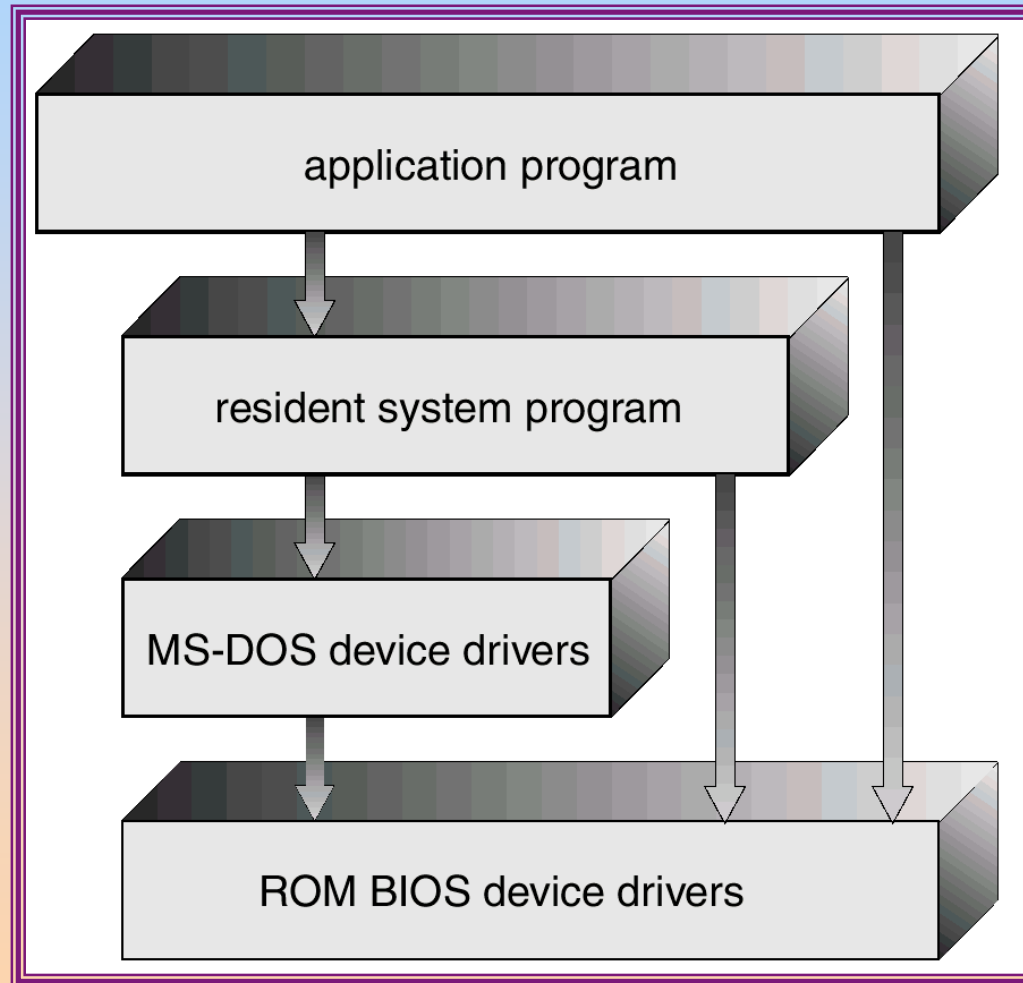 application program
resident system program
MS-DOS device drivers
ROM BIOS device drivers